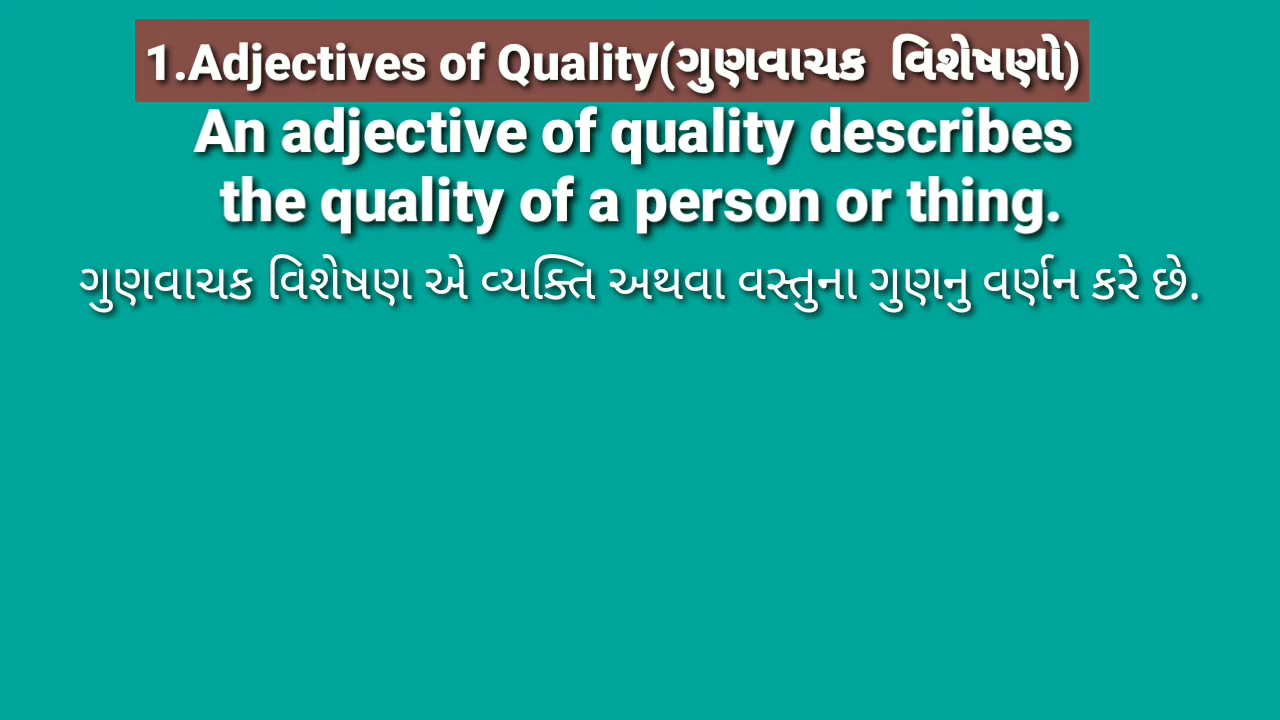 1.Adjectives of Quality(ગુણવાચક વિશેષણો)
An adjective of quality describes
the quality of a person or thing.
ગુણવાચક વિશેષણ એ વ્યક્તિ અથવા વસ્તુના ગુણનુ વર્ણન કરે છે.